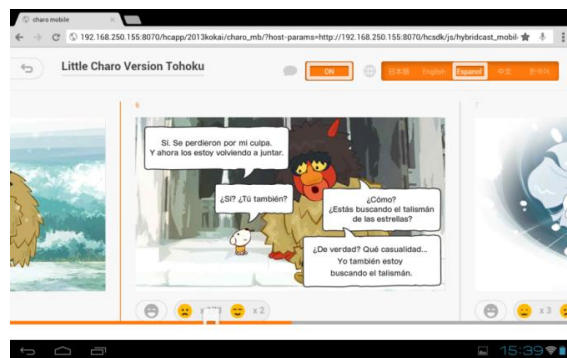 charo mobile
192.168.250.155:8070/hcapp/2013kokai/charo_mb/?host-params=http://192.168.250.155:8070/hcsdk/js/hybridcast_mobil
Little Charo Version Tohoku
ON
日本語 English Espanol 中文 한국어
6
7
Sí. Se perdieron por mi culpa.
Y ahora los estoy volviendo a juntar.
¿Sí? ¿Tú también?
¿Cómo?
¿Estás buscando el talismán
de las estrellas?
¿De verdad? Qué casualidad...
Yo también estoy
buscando el talismán.
x 2
x 3
15:39